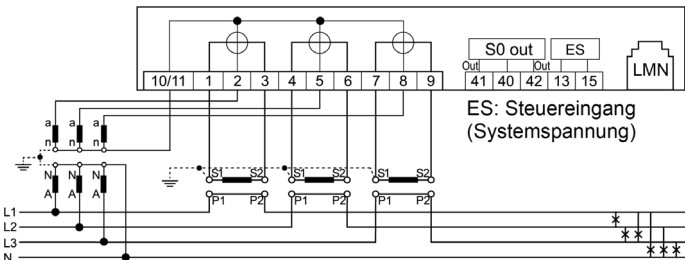 S0 out ES
Out Out
10/11 1 2 3 4 5 6 7 8 9 41 40 42 13 15 LMN
ES: Steuereingang
(Systemspannung)
a a a
n n n
N N N
A A A
S1 S2 S1 S2 S1 S2
P1 P2 P1 P2 P1 P2
L1
L2
L3
N